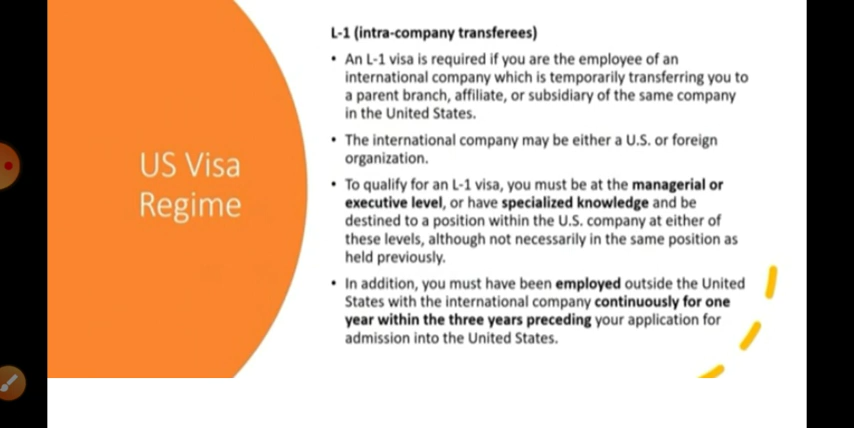 US Visa
Regime
L-1 (intra-company transferees)
• An L-1 visa is required if you are the employee of an
international company which is temporarily transferring you to
a parent branch, affiliate, or subsidiary of the same company
in the United States.
• The international company may be either a U.S. or foreign
organization.
• To qualify for an L-1 visa, you must be at the managerial or
executive level, or have specialized knowledge and be
destined to a position within the U.S. company at either of
these levels, although not necessarily in the same position as
held previously.
• In addition, you must have been employed outside the United
States with the international company continuously for one
year within the three years preceding your application for
admission into the United States.